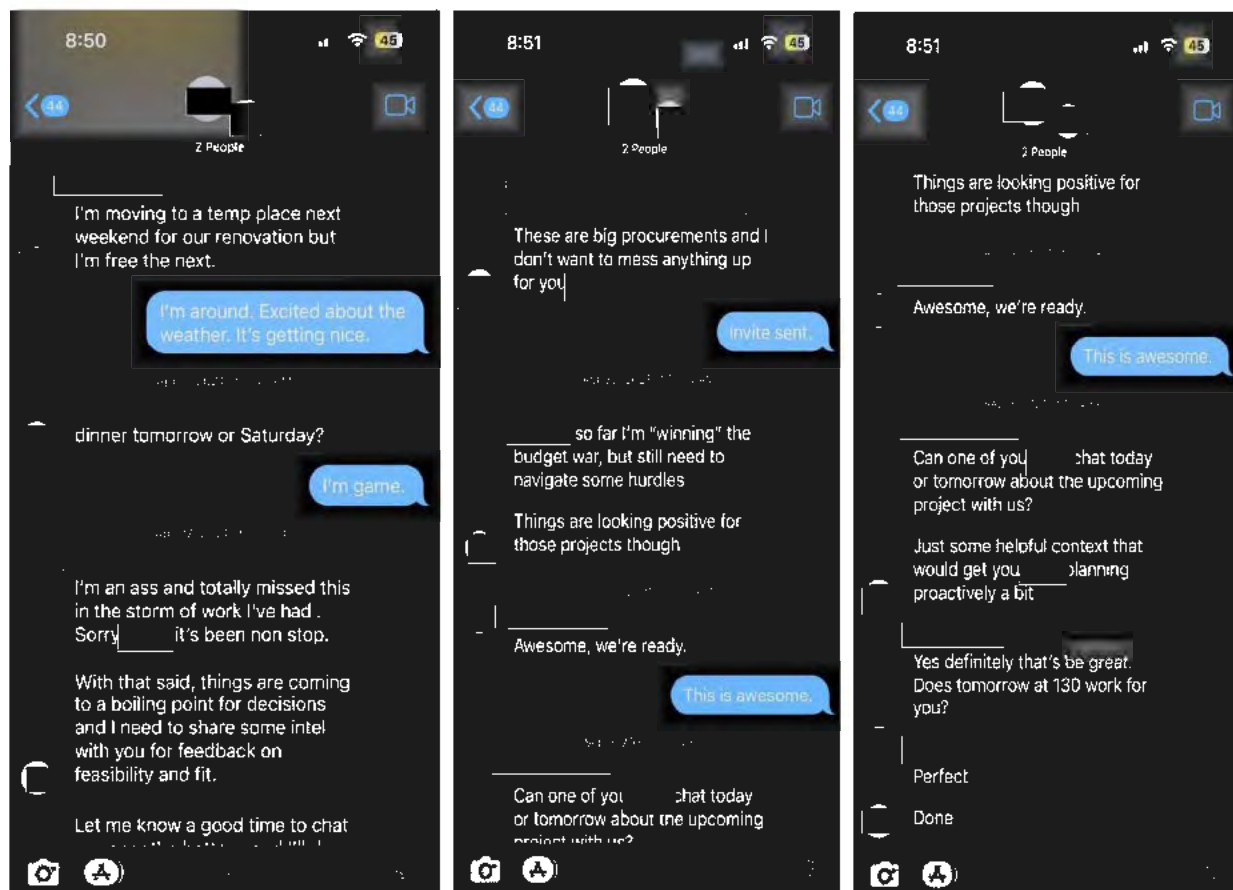 8:50
45
44
2 People
I'm moving to a temp place next
weekend for our renovation but
I'm free the next.
I'm around. Excited about the
weather. It's getting nice.
dinner tomorrow or Saturday?
I'm game.
I'm an ass and totally missed this
in the storm of work I've had .
Sorry it's been non stop.
With that said, things are coming
to a boiling point for decisions
and I need to share some intel
with you for feedback on
feasibility and fit.
Let me know a good time to chat
8:51
45
44
2 People
These are big procurements and I
don't want to mess anything up
for you
Invite sent.
so far I'm "winning" the
budget war, but still need to
navigate some hurdles
Things are looking positive for
those projects though
Awesome, we're ready.
This is awesome.
Can one of you chat today
or tomorrow about the upcoming
project with us?
8:51
45
44
2 People
Things are looking positive for
those projects though
Awesome, we're ready.
This is awesome.
Can one of you chat today
or tomorrow about the upcoming
project with us?
Just some helpful context that
would get you planning
proactively a bit
Yes definitely that's be great.
Does tomorrow at 130 work for
you?
Perfect
Done